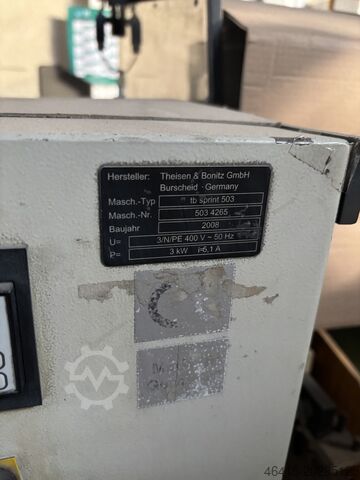 Hersteller: Theisen & Bonitz GmbH
Burscheid - Germany
Masch.-Typ tb sprint 503
Masch.-Nr. 503 4265
Baujahr 2008
U= 3/N/PE 400 V ~ 50 Hz
P= 3 kW I=6,1 A